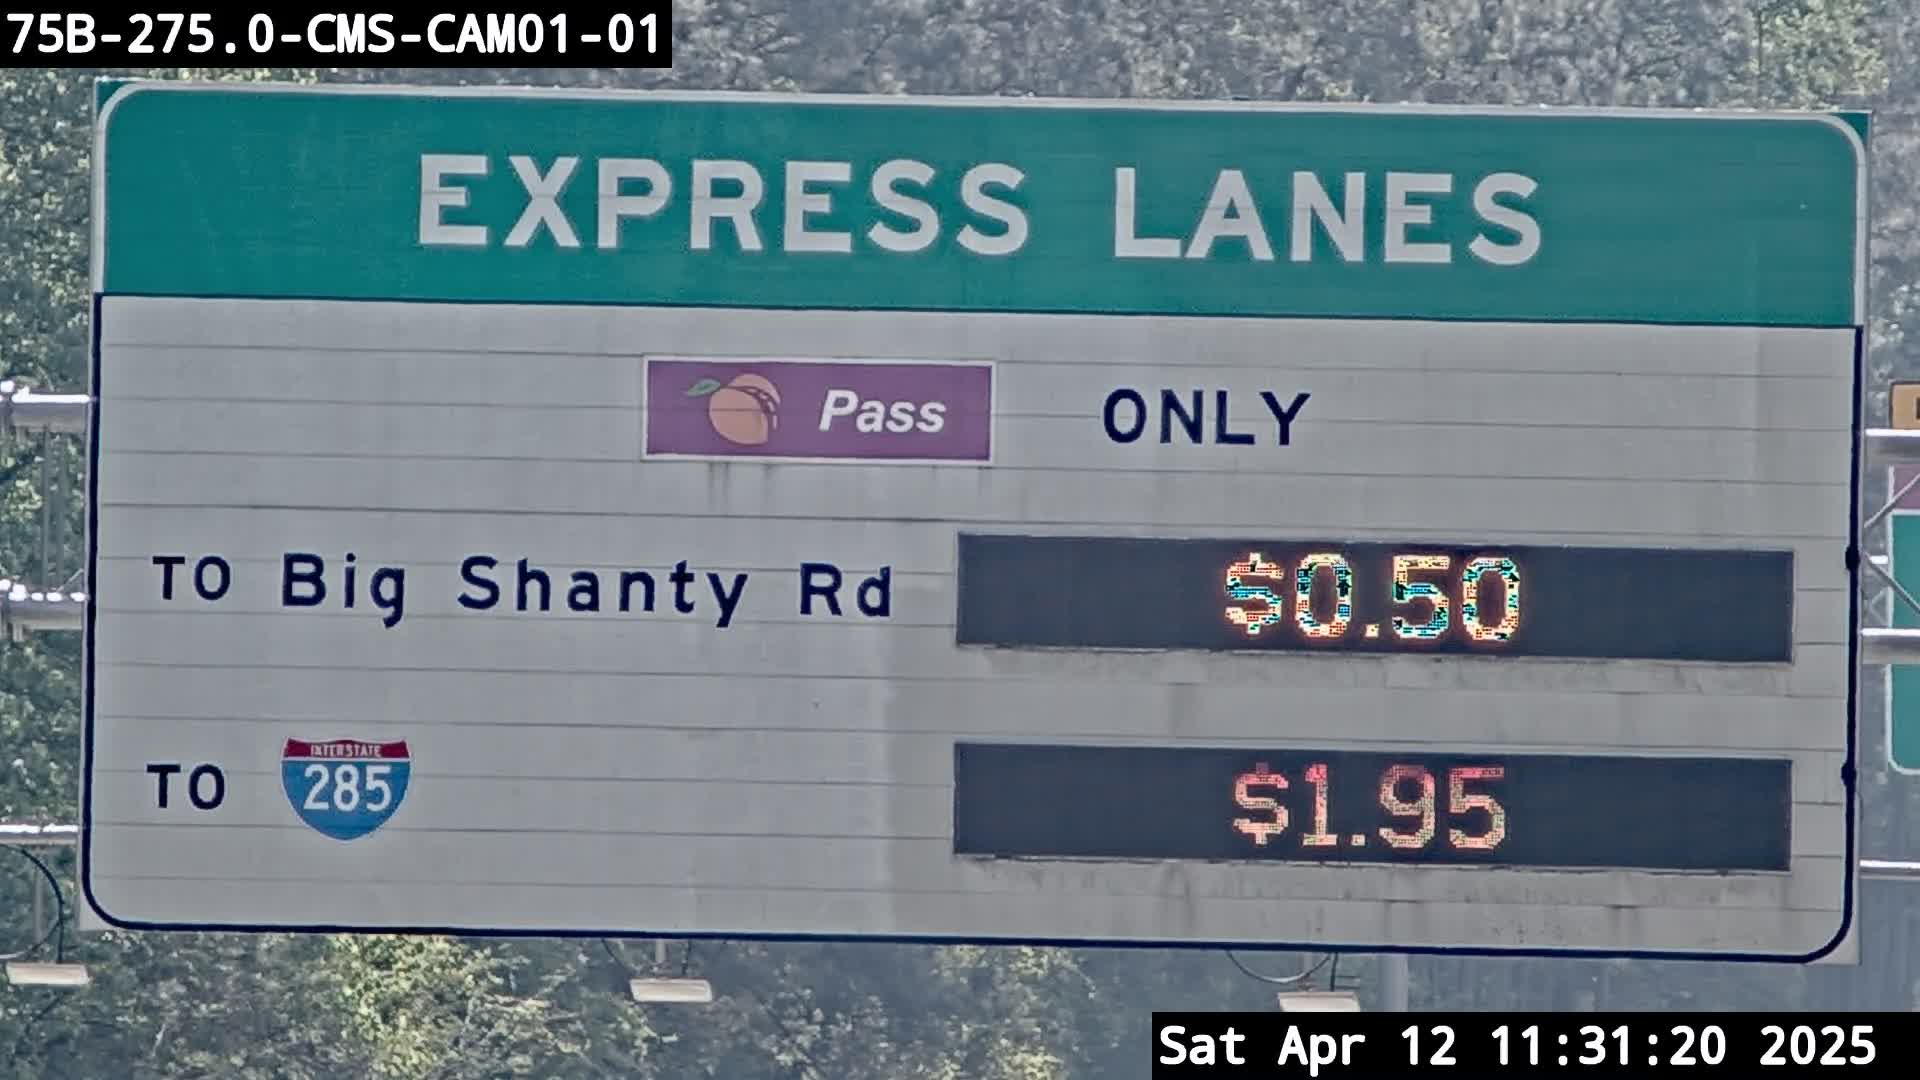 75B-275.0-CMS-CAM01-01
EXPRESS LANES
Pass ONLY
TO Big Shanty Rd $0.50
INTERSTATE
TO 285 $1.95
Sat Apr 12 11:31:20 2025